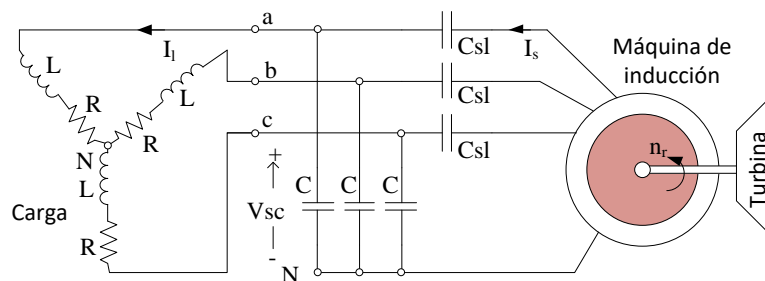 a
I_l
Csl
I_s
Máquina de
inducción
L
b
L
Csl
R
R
c
Csl
n_r
N
L
+
C
C
C
Vsc
Carga
R
-
N
Turbina